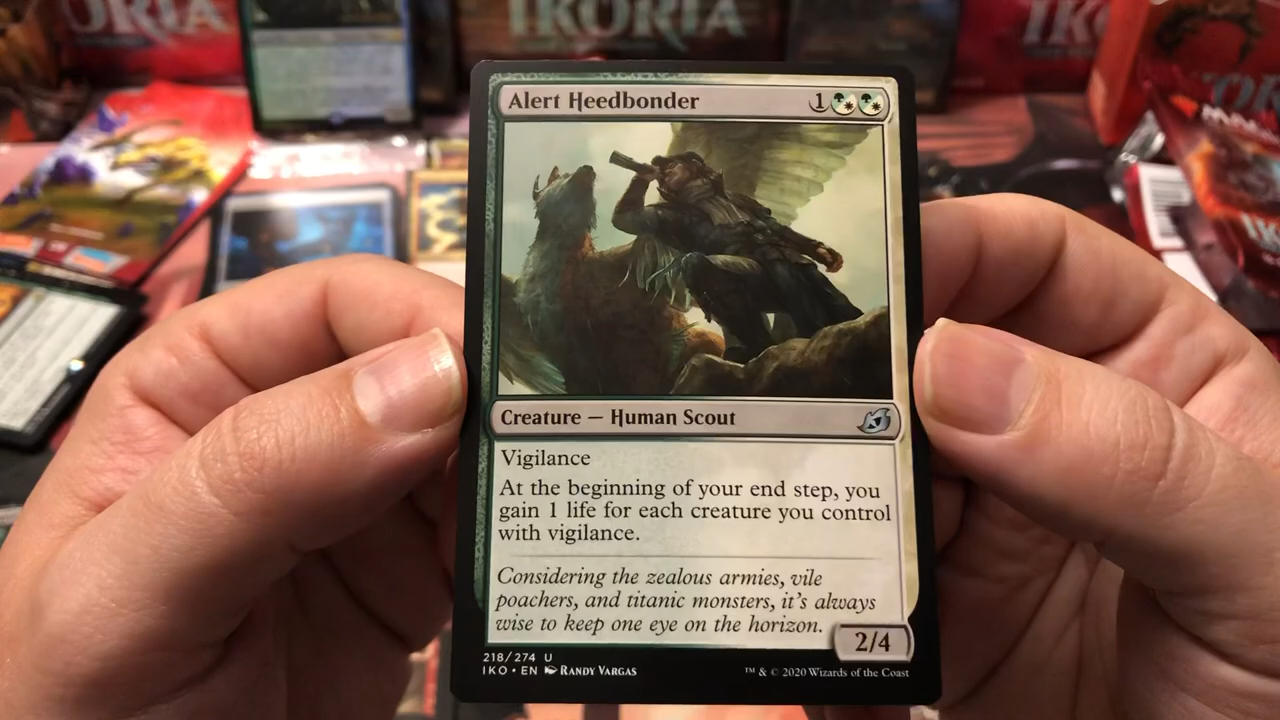 IKORIA
IKORIA
Alert Heedbonder 1
Creature — Human Scout
Vigilance
At the beginning of your end step, you
gain 1 life for each creature you control
with vigilance.
Considering the zealous armies, vile
poachers, and titanic monsters, it's always
wise to keep one eye on the horizon.
2/4
218/274 U
IKO • EN RANDY VARGAS
™ & © 2020 Wizards of the Coast